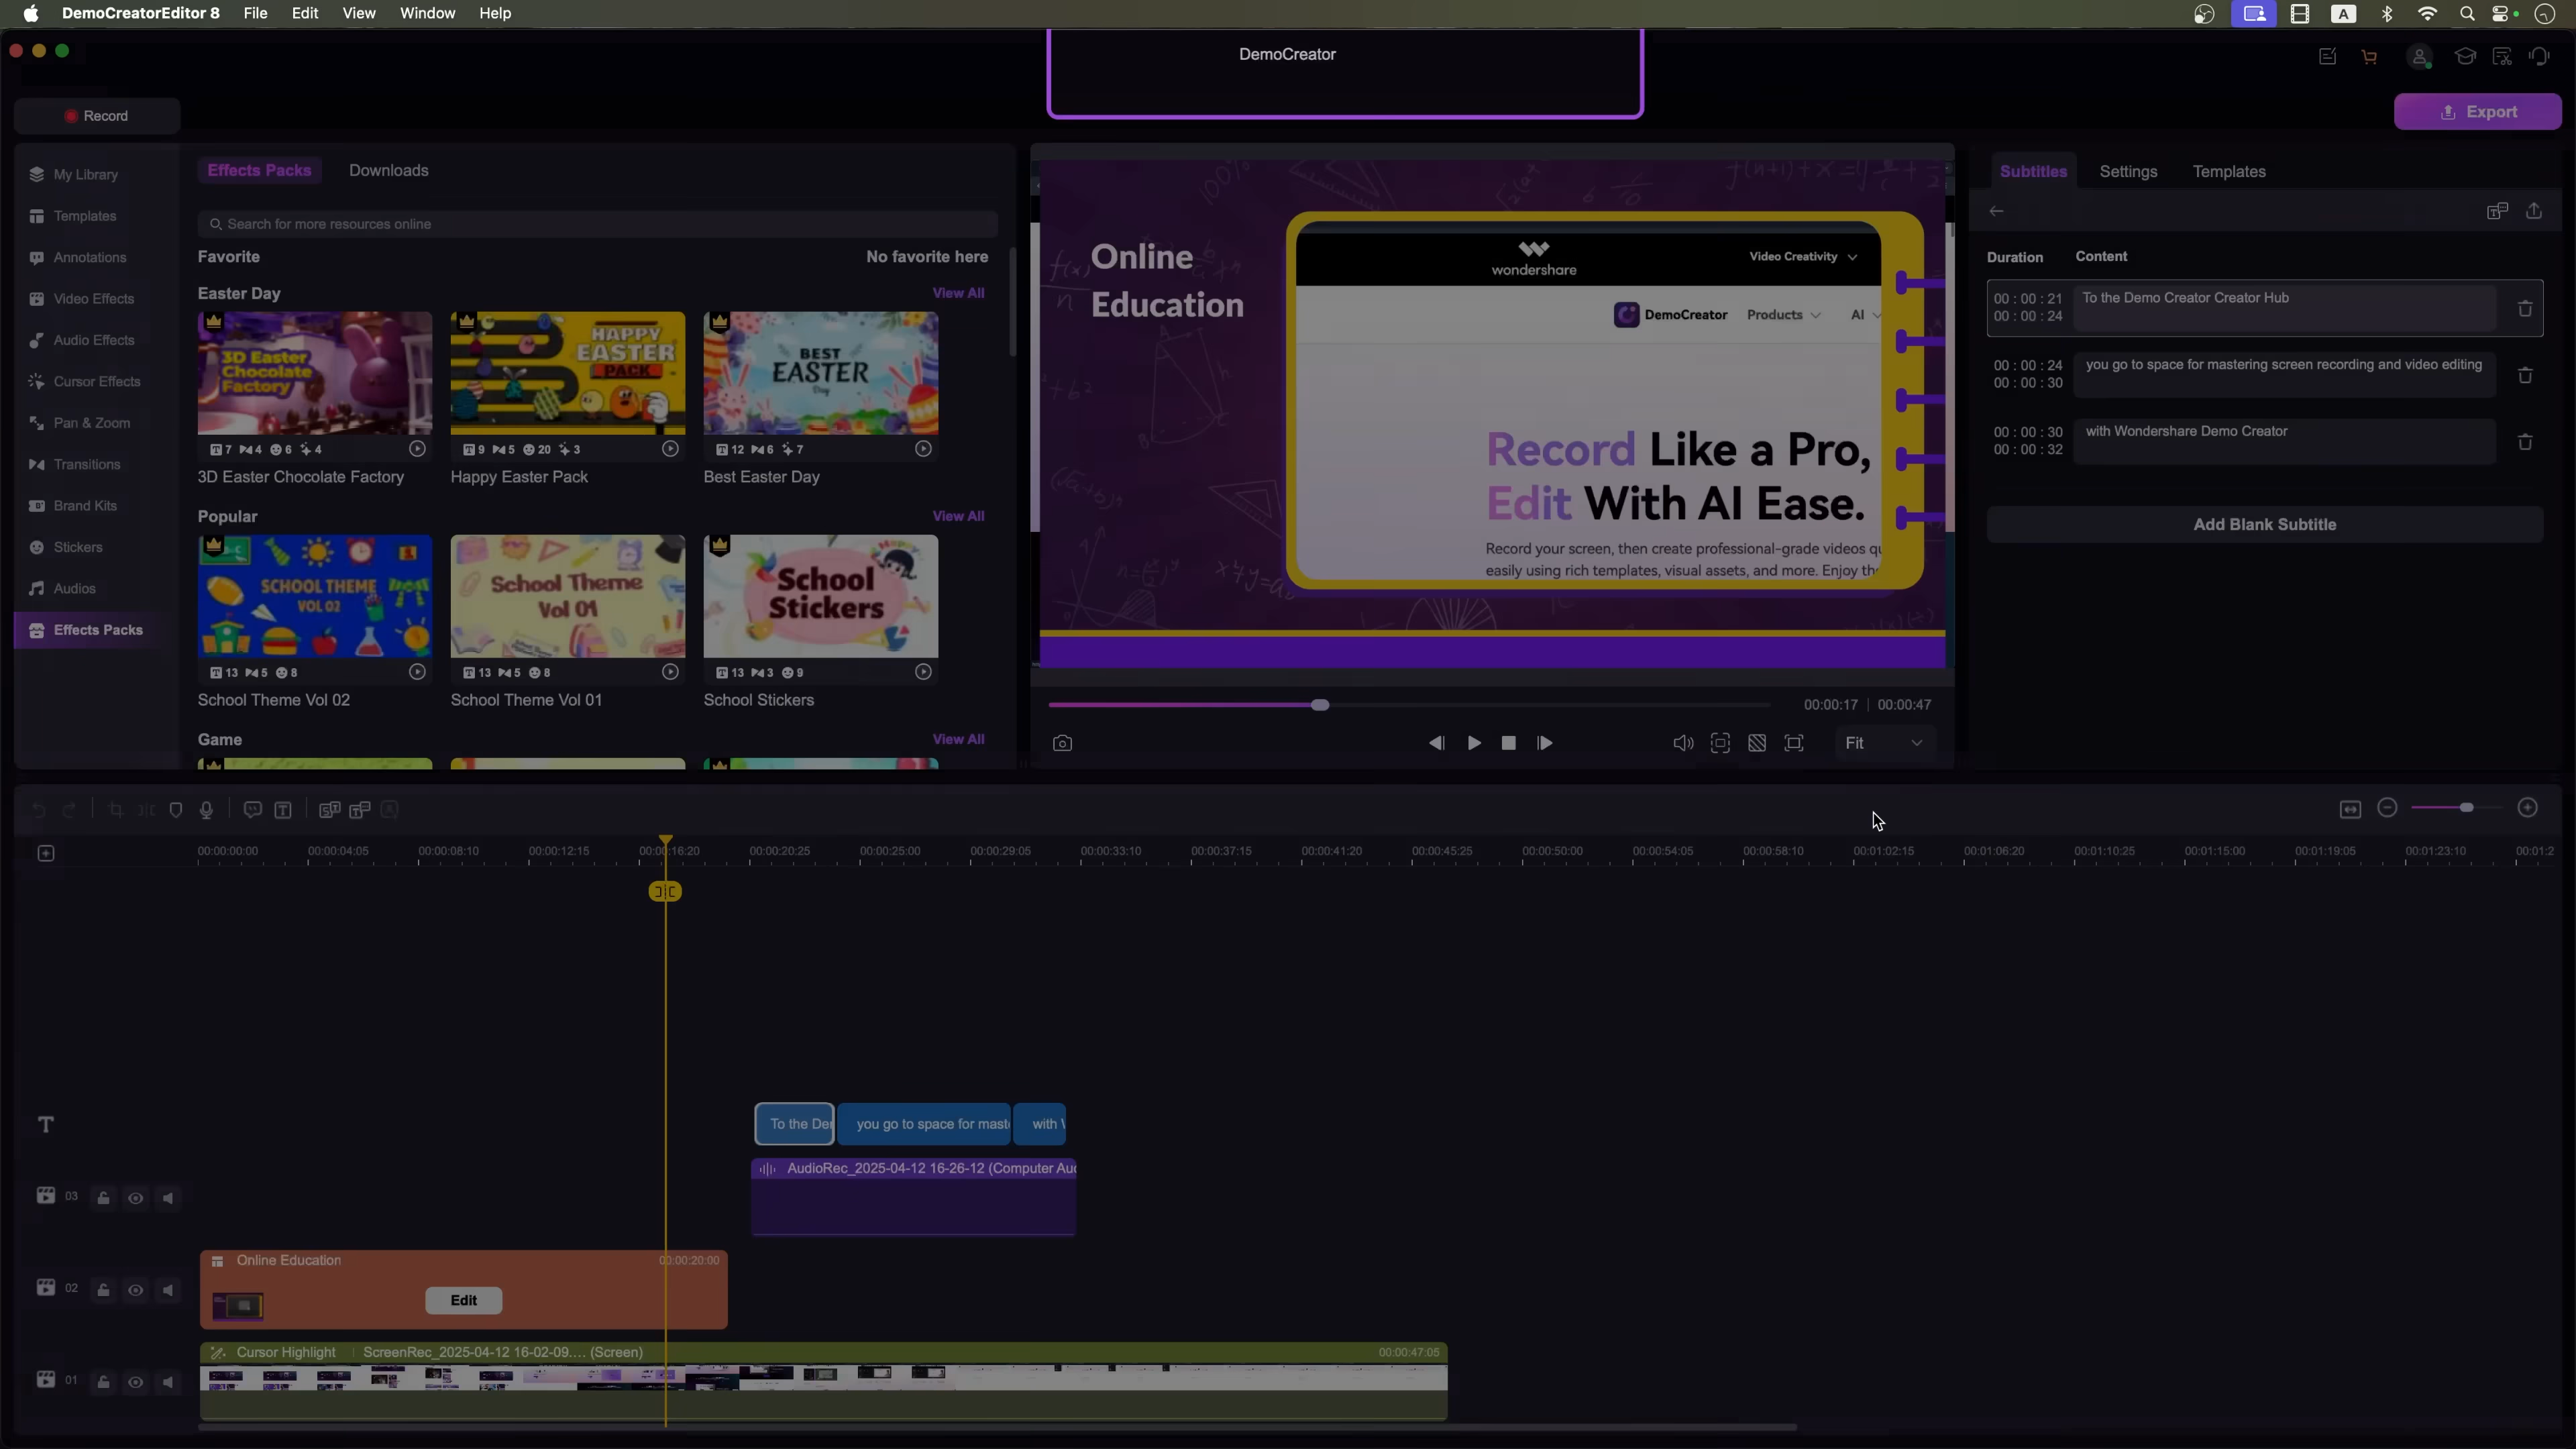 DemoCreatorEditor 8 File Edit View Window Help
A
DemoCreator
Record
Export
My Library
Templates
Annotations
Video Effects
Audio Effects
Cursor Effects
Pan & Zoom
Transitions
Brand Kits
Stickers
Audios
Effects Packs
Effects Packs Downloads
Search for more resources online
Favorite No favorite here
Easter Day View All
3D Easter
Chocolate
Factory
HAPPY
EASTER
PACK
BEST
EASTER
Day
7 4 6 4
9 5 20 3
12 6 7
3D Easter Chocolate Factory
Happy Easter Pack
Best Easter Day
Popular View All
SCHOOL THEME
VOL 02
School Theme
Vol 01
School
Stickers
13 5 8
13 5 8
13 3 9
School Theme Vol 02
School Theme Vol 01
School Stickers
Game View All
Online
Education
wondershare
Video Creativity
DemoCreator Products AI
Record Like a Pro,
Edit With AI Ease.
Record your screen, then create professional-grade videos qu
easily using rich templates, visual assets, and more. Enjoy the
00:00:17 | 00:00:47
Fit
Subtitles Settings Templates
Duration Content
00 : 00 : 21
00 : 00 : 24
To the Demo Creator Creator Hub
00 : 00 : 24
00 : 00 : 30
you go to space for mastering screen recording and video editing
00 : 00 : 30
00 : 00 : 32
with Wondershare Demo Creator
Add Blank Subtitle
00:00:00:00 00:00:04:05 00:00:08:10 00:00:12:15 00:00:16:20 00:00:20:25 00:00:25:00 00:00:29:05 00:00:33:10 00:00:37:15 00:00:41:20 00:00:45:25 00:00:50:00 00:00:54:05 00:00:58:10 00:01:02:15 00:01:06:20 00:01:10:25 00:01:15:00 00:01:19:05 00:01:23:10 00:01:2
T
To the Der
you go to space for mast
with
AudioRec_2025-04-12 16-26-12 (Computer Aud
03
Online Education 00:00:20:00
Edit
02
Cursor Highlight | ScreenRec_2025-04-12 16-02-09.... (Screen) 00:00:47:05
01